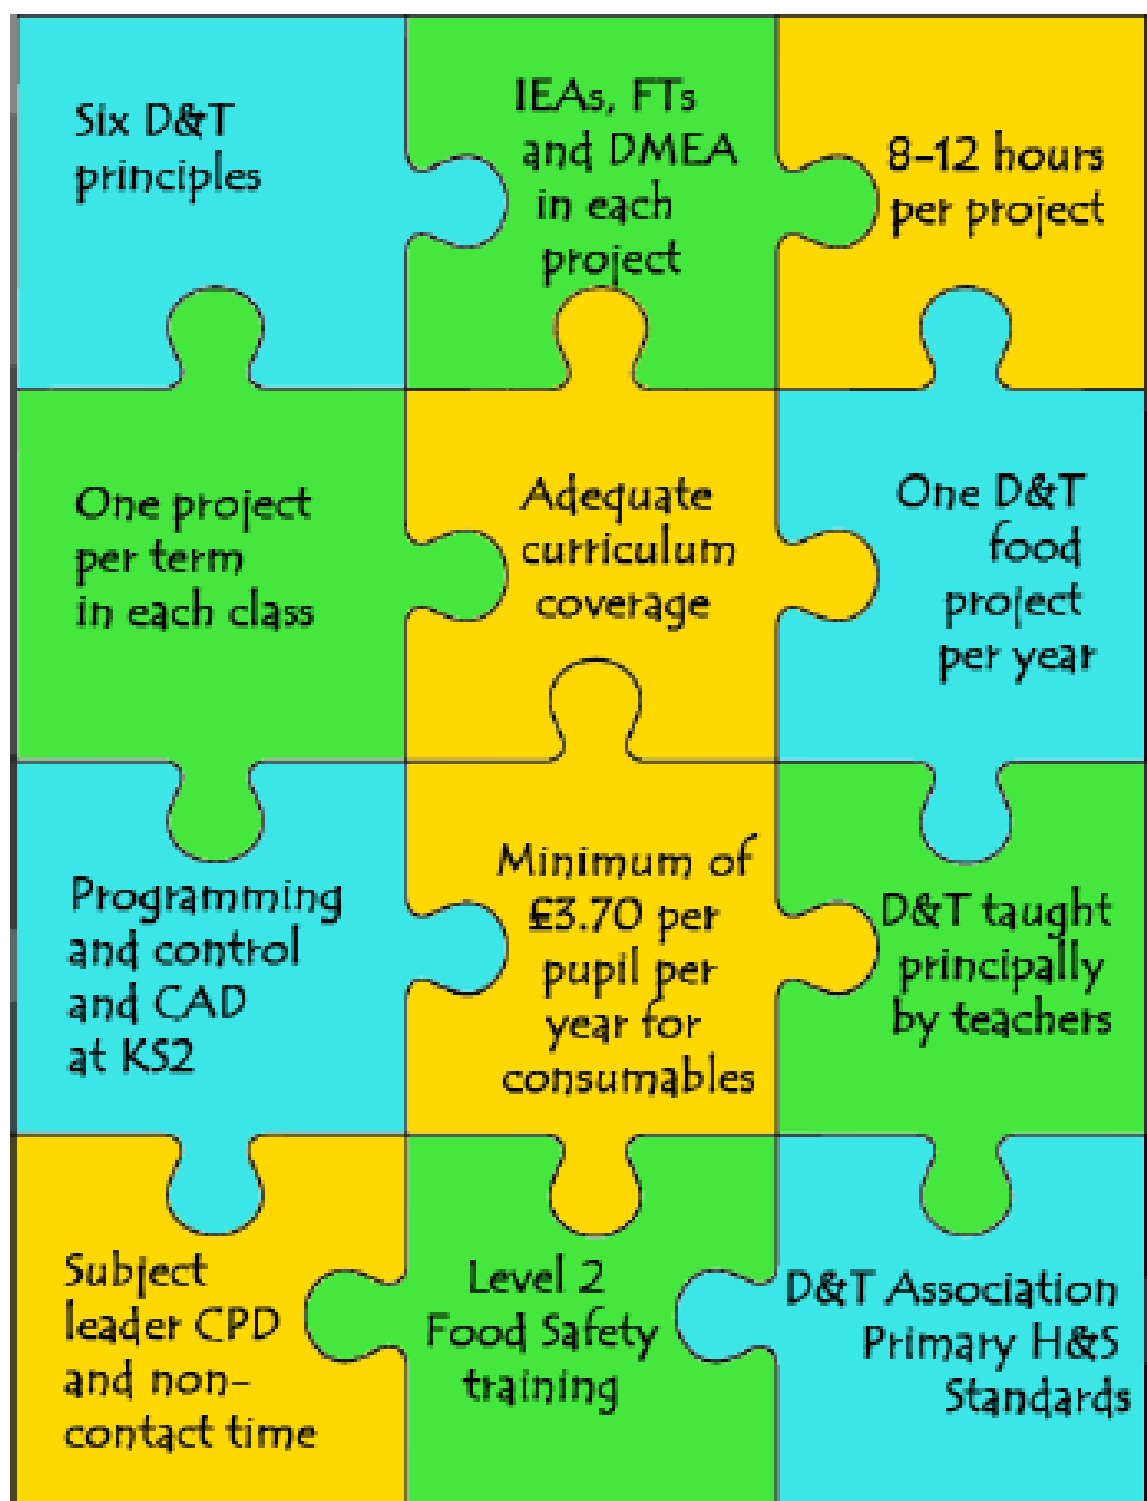 Six D&T
principles
IEAs, FTs
and DMEA
in each
project
8-12 hours
per project
One project
per term
in each class
Adequate
curriculum
coverage
One D&T
food
project
per year
Programming
and control
and CAD
at KS2
Minimum of
£3.70 per
pupil per
year for
consumables
D&T taught
principally
by teachers
Subject
leader CPD
and non-
contact time
Level 2
Food Safety
training
D&T Association
Primary H&S
Standards